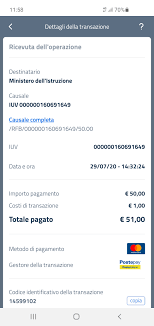 11:58
70%
Dettagli della transazione
?
Ricevuta dell'operazione
Destinatario
Ministero dell'Istruzione
Causale
IUV 000000160691649
Causale completa
/RFB/000000160691649/50.00
IUV 000000160691649
Data e ora 29/07/20 - 14:32:24
Importo pagamento € 50,00
Costi di transazione € 1,00
Totale pagato € 51,00
Metodo di pagamento
Gestore della transazione Postepay
Codice identificativo della transazione
14599102
COPIA